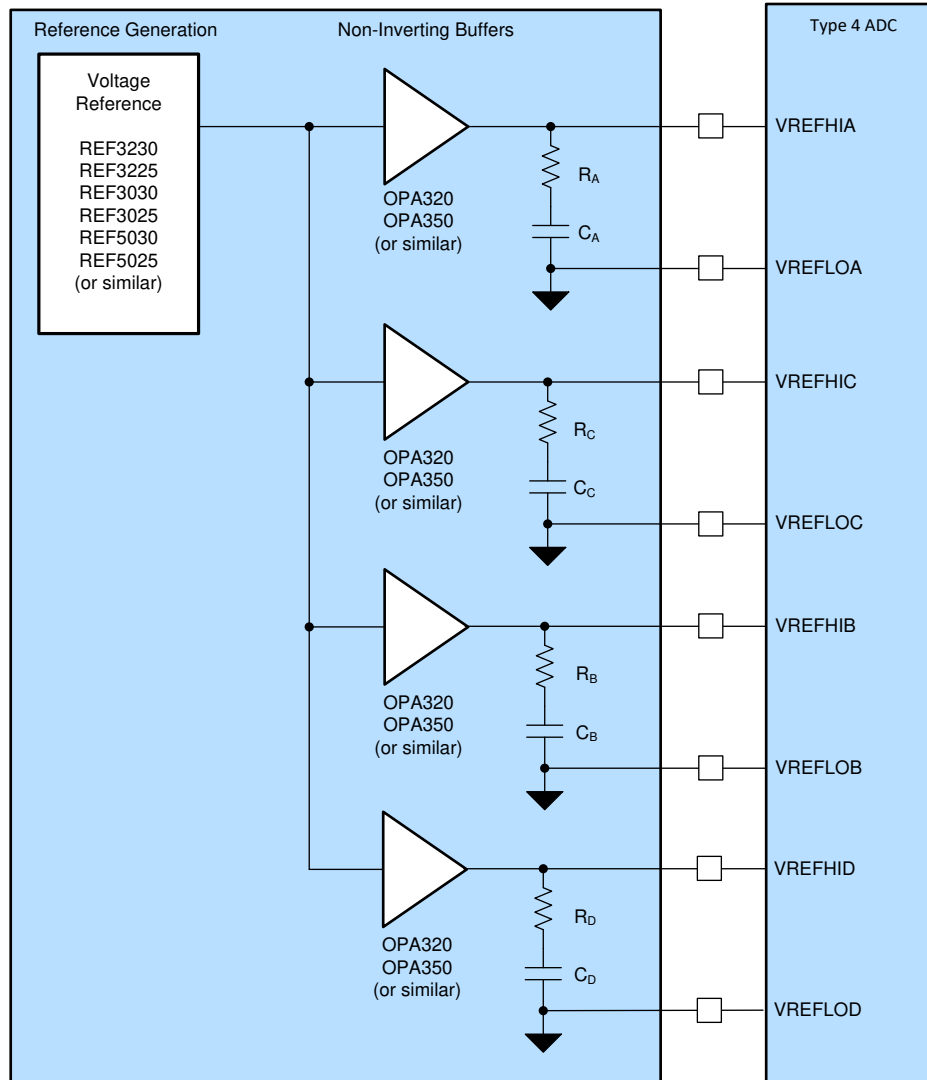 Reference Generation
Non-Inverting Buffers
Type 4 ADC
Voltage
Reference
REF3230
REF3225
REF3030
REF3025
REF5030
REF5025
(or similar)
OPA320
OPA350
(or similar)
RA
CA
VREFHIA
VREFLOA
OPA320
OPA350
(or similar)
RC
CC
VREFHIC
VREFLOC
OPA320
OPA350
(or similar)
RB
CB
VREFHIB
VREFLOB
OPA320
OPA350
(or similar)
RD
CD
VREFHID
VREFLOD